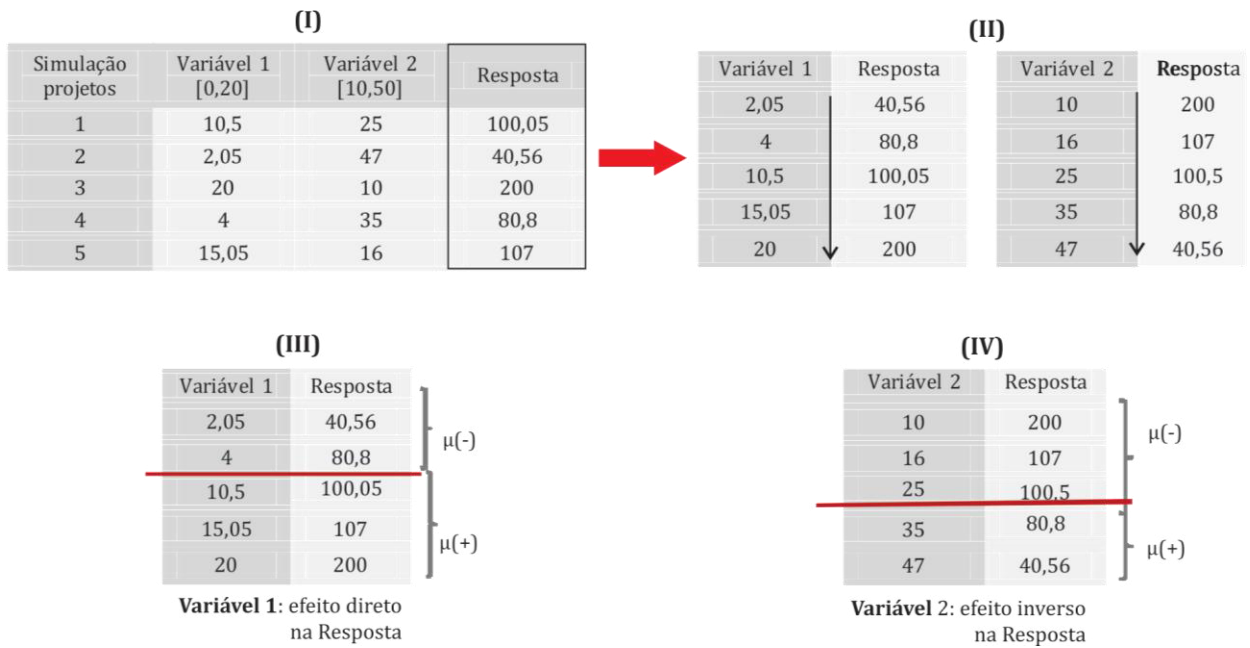 (I)
Simulação projetos Variável 1 [0,20] Variável 2 [10,50] Resposta
1 10,5 25 100,05
2 2,05 47 40,56
3 20 10 200
4 4 35 80,8
5 15,05 16 107
(II)
Variável 1 Resposta
2,05 40,56
4 80,8
10,5 100,05
15,05 107
20 200
Variável 2 Resposta
10 200
16 107
25 100,5
35 80,8
47 40,56
(III)
Variável 1 Resposta
2,05 40,56
4 80,8
10,5 100,05
15,05 107
20 200
μ(-)
μ(+)
Variável 1: efeito direto
na Resposta
(IV)
Variável 2 Resposta
10 200
16 107
25 100,5
35 80,8
47 40,56
μ(-)
μ(+)
Variável 2: efeito inverso
na Resposta